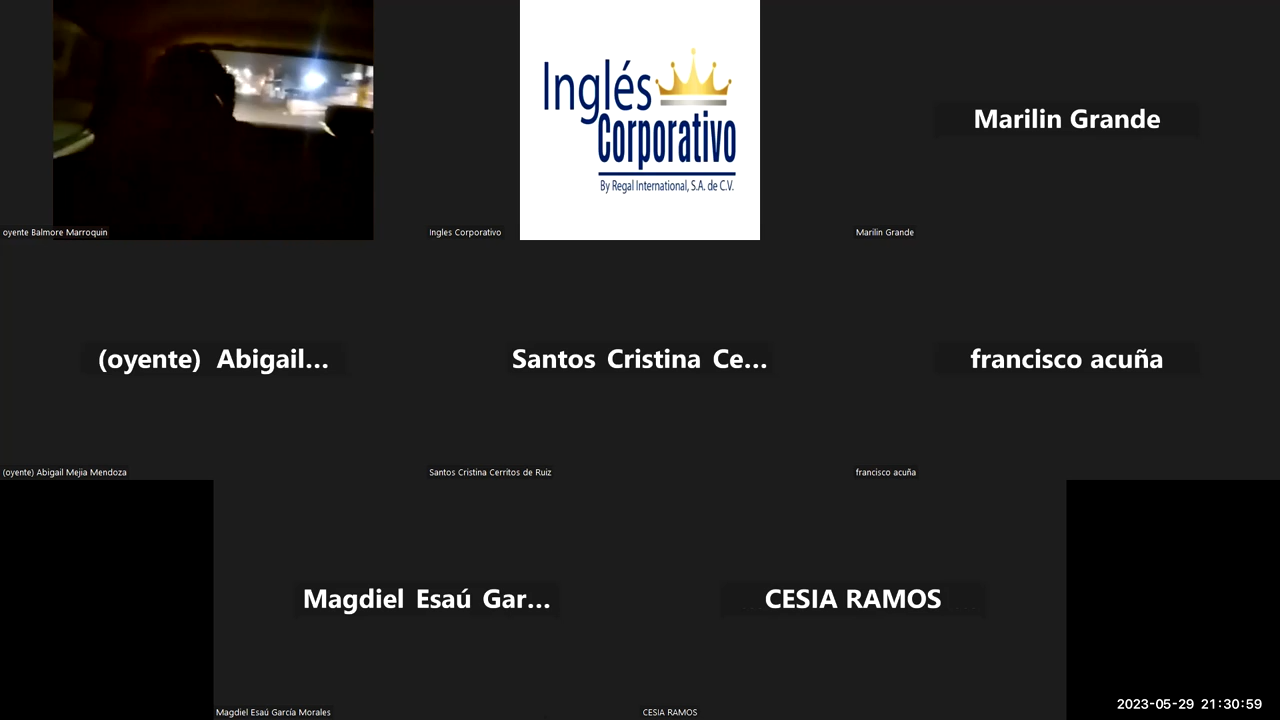 Inglés
Corporativo
By Regal International, S.A. de C.V.
Marilin Grande
oyente Balmore Marroquin
Ingles Corporativo
Marilin Grande
(oyente) Abigail...
Santos Cristina Ce...
francisco acuña
(oyente) Abigail Mejia Mendoza
Santos Cristina Cerritos de Ruiz
francisco acuña
Magdiel Esaú Gar...
CESIA RAMOS
Magdiel Esaú García Morales
CESIA RAMOS
2023-05-29 21:30:59